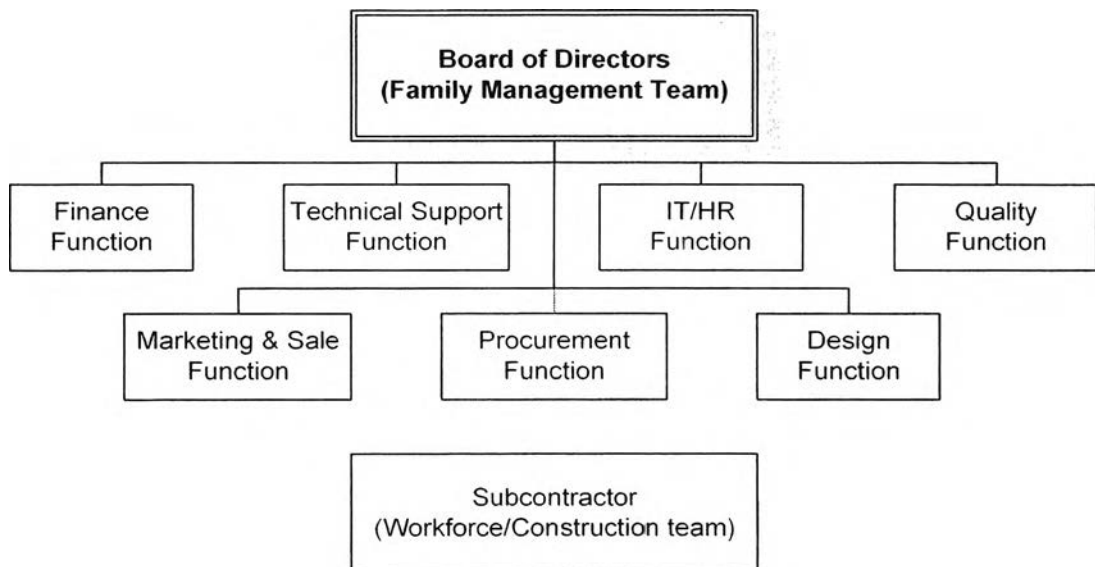 Board of Directors
(Family Management Team)
Finance
Function
Technical Support
Function
IT/HR
Function
Quality
Function
Marketing & Sale
Function
Procurement
Function
Design
Function
Subcontractor
(Workforce/Construction team)